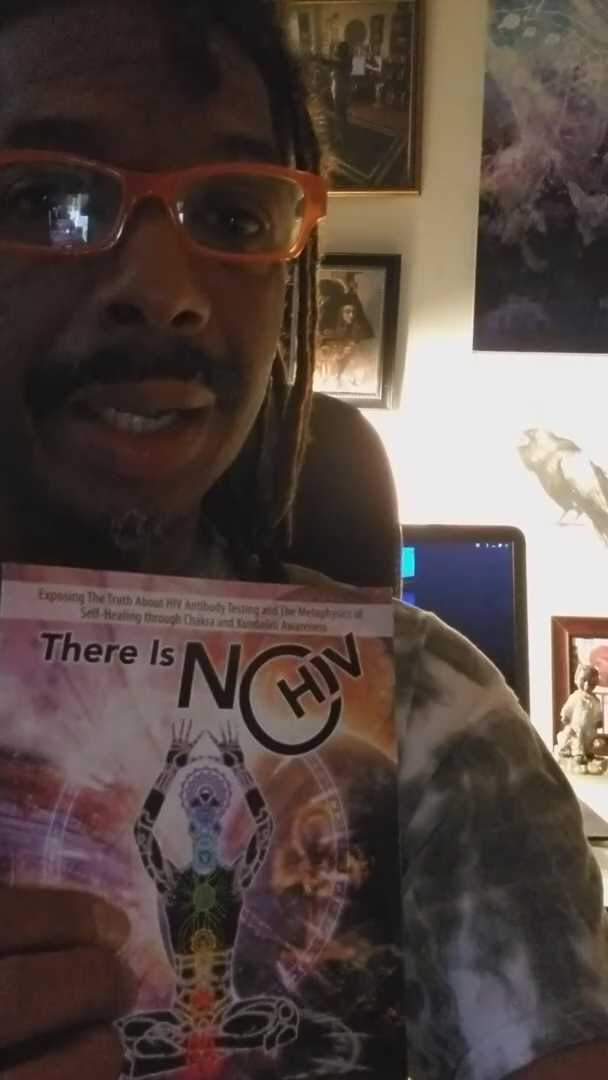 Exposing The Truth About HIV Antibody Testing and The Metaphysics of
Self-Healing through Chakra and Kundalini Awareness
There Is NO HIV